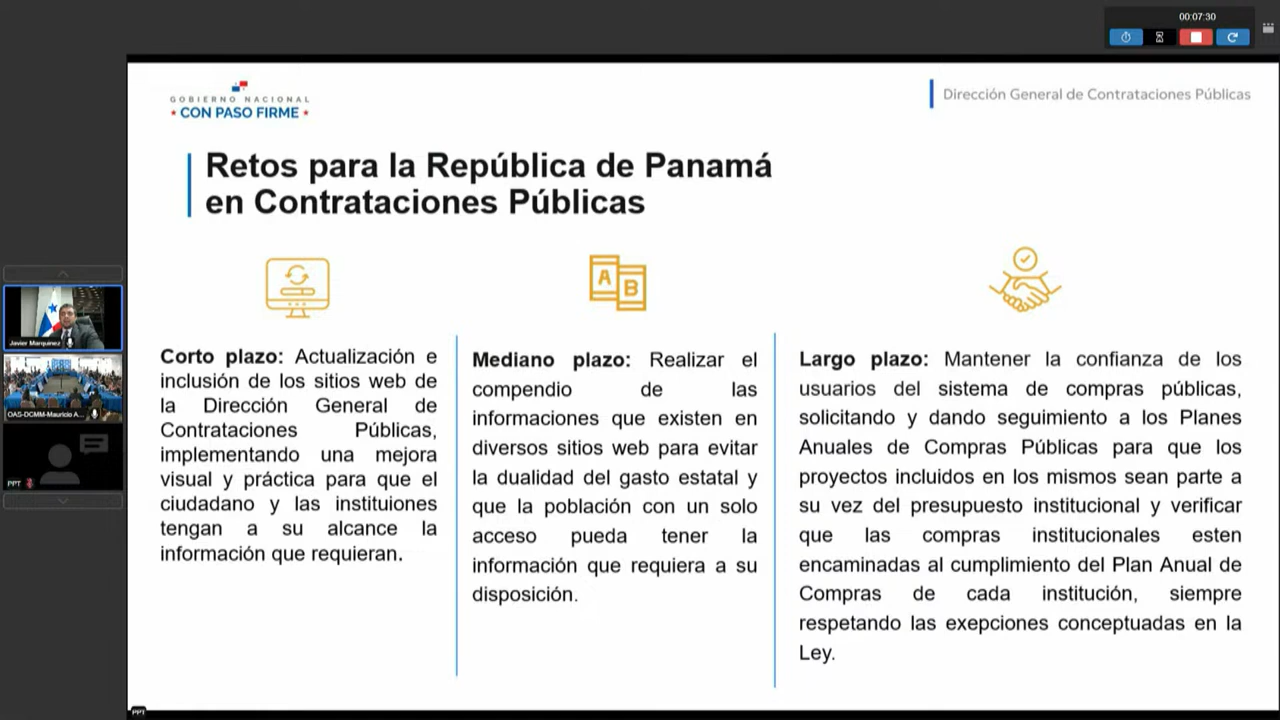 00:07:30
GOBIERNO NACIONAL
CON PASO FIRME
Dirección General de Contrataciones Públicas
Retos para la República de Panamá
en Contrataciones Públicas
A
B
Corto plazo: Actualización e
inclusión de los sitios web de
la Dirección General de
Contrataciones Públicas,
implementando una mejora
visual y práctica para que el
ciudadano y las instituiones
tengan a su alcance la
información que requieran.
Mediano plazo: Realizar el
compendio de las
informaciones que existen en
diversos sitios web para evitar
la dualidad del gasto estatal y
que la población con un solo
acceso pueda tener la
información que requiera a su
disposición.
Largo plazo: Mantener la confianza de los
usuarios del sistema de compras públicas,
solicitando y dando seguimiento a los Planes
Anuales de Compras Públicas para que los
proyectos incluidos en los mismos sean parte a
su vez del presupuesto institucional y verificar
que las compras institucionales esten
encaminadas al cumplimiento del Plan Anual de
Compras de cada institución, siempre
respetando las exepciones conceptuadas en la
Ley.
Javier Marquinez
OAS-DCMM-Mauricio A...
PPT
PPT